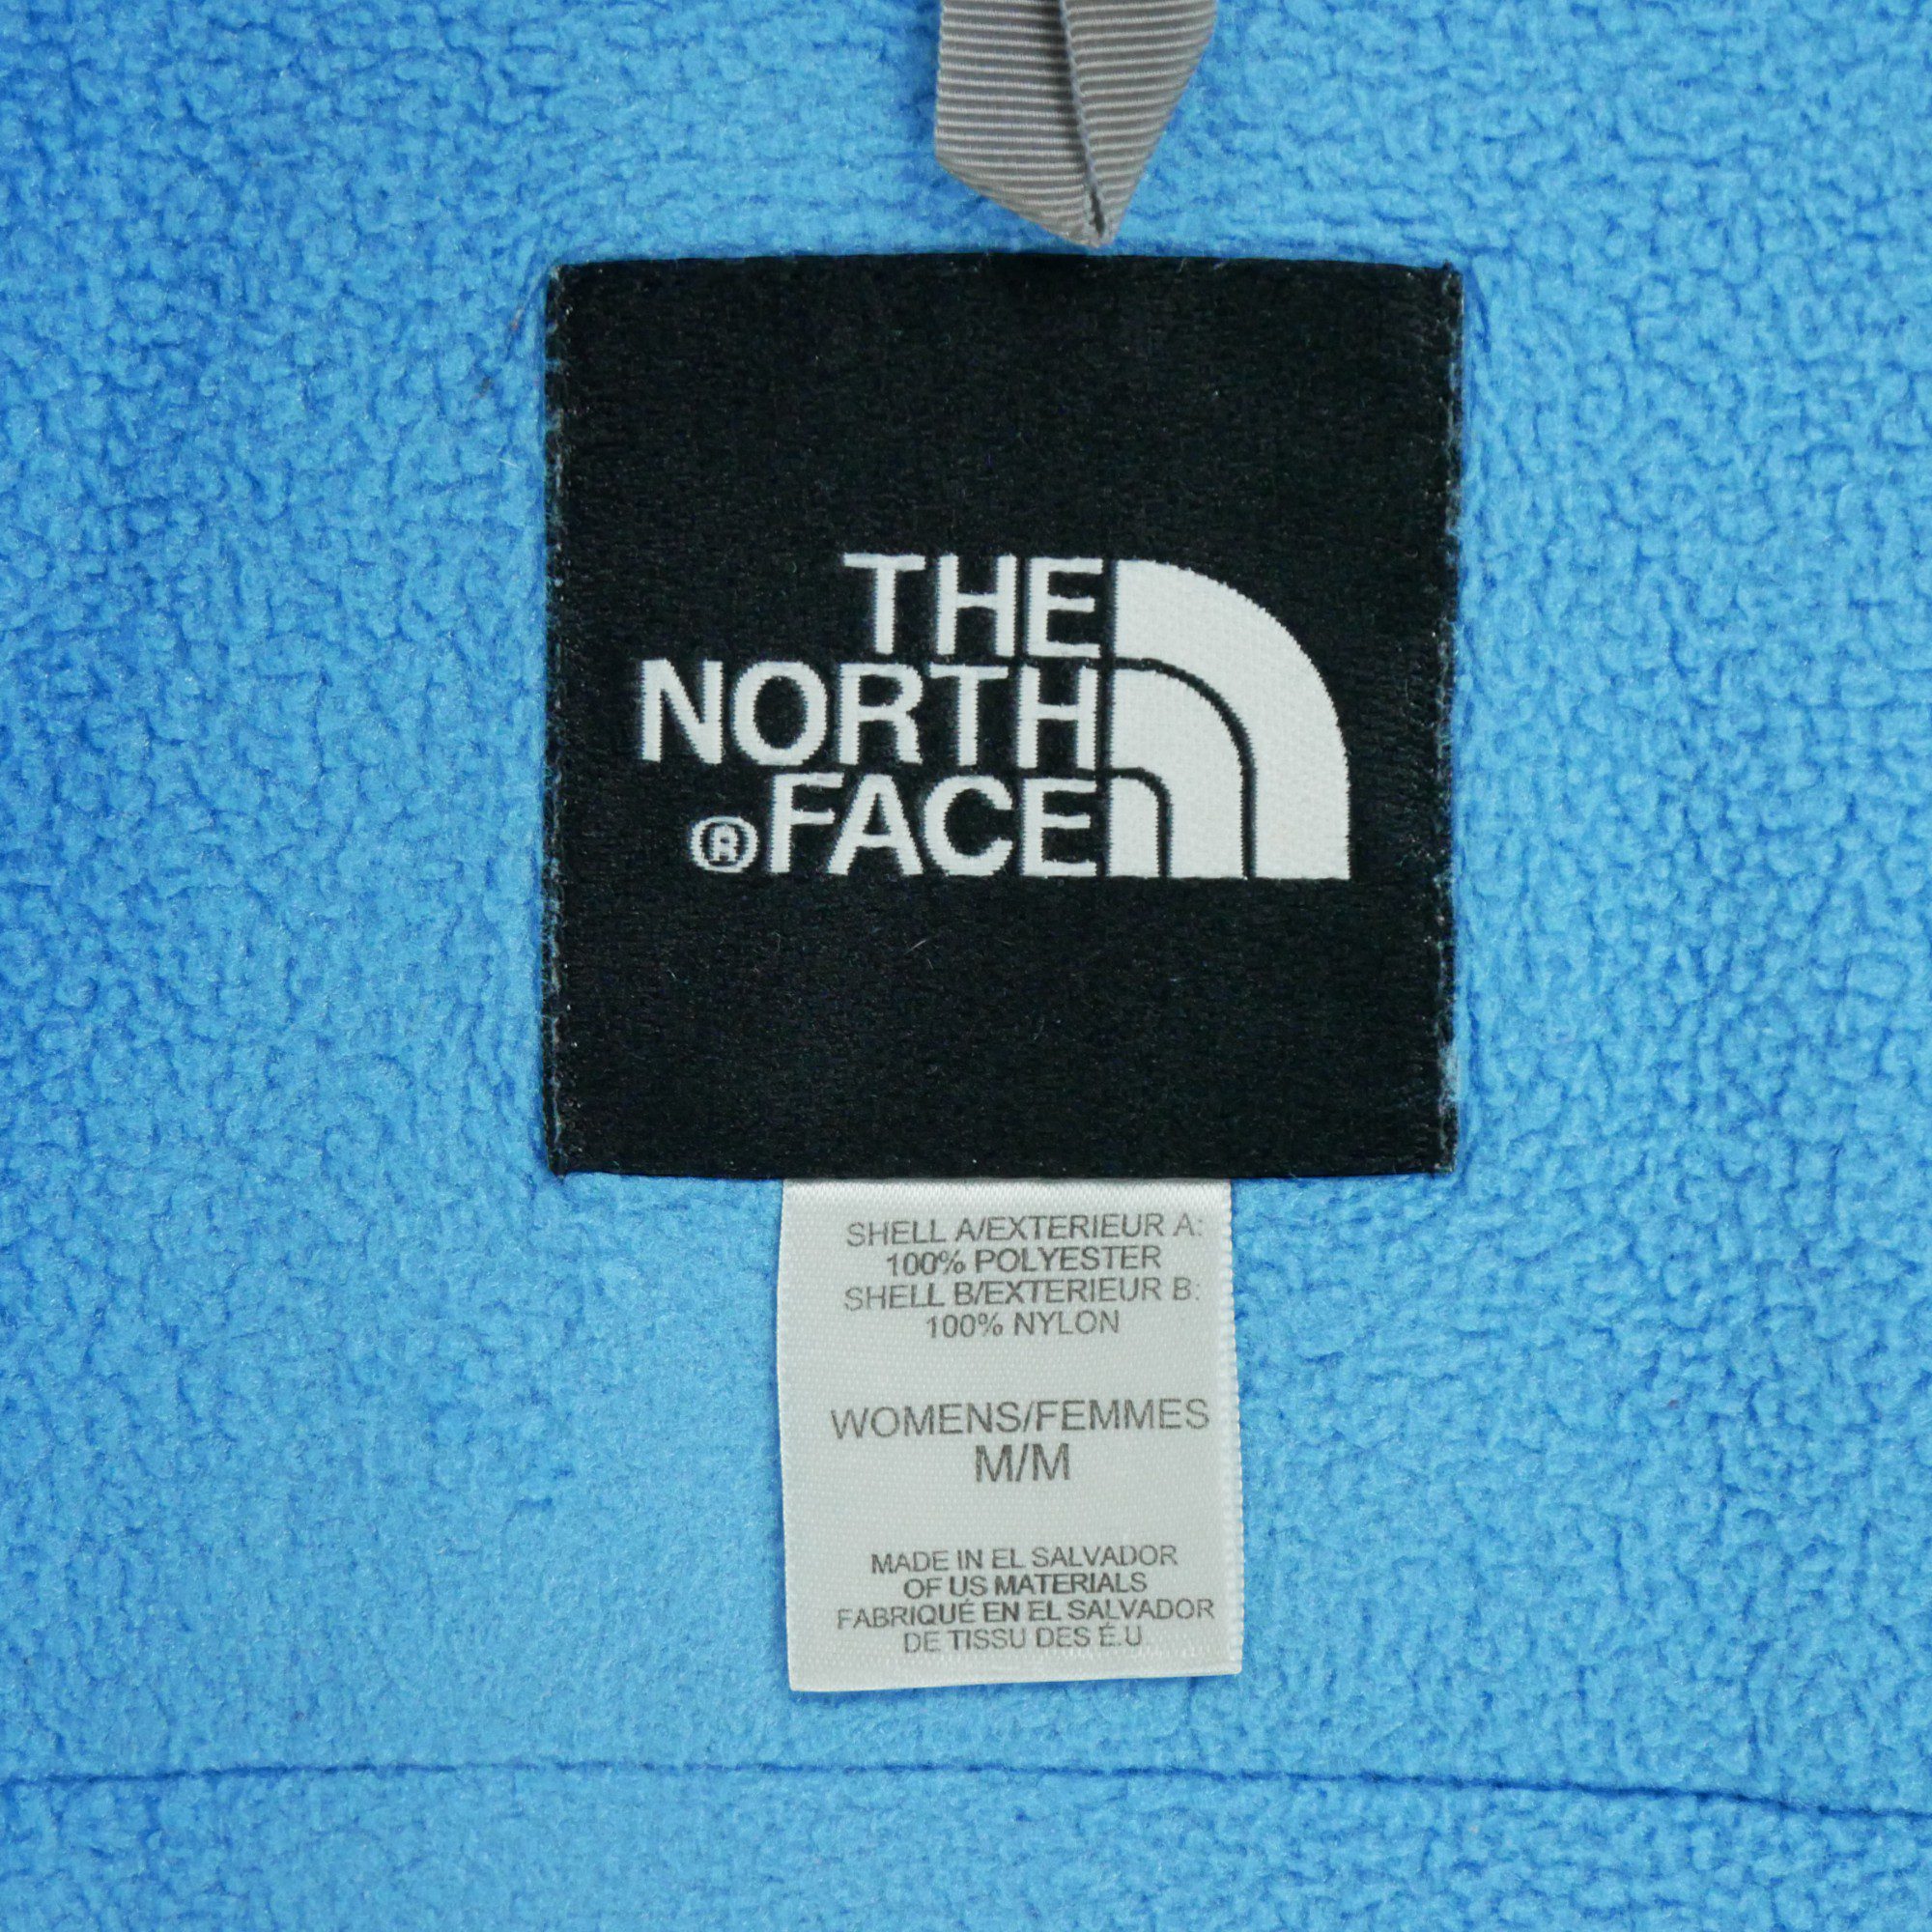 THE
NORTH
®FACE
SHELL A/EXTERIEUR A:
100% POLYESTER
SHELL B/EXTERIEUR B:
100% NYLON
WOMENS/FEMMES
M/M
MADE IN EL SALVADOR
OF US MATERIALS
FABRIQUÉ EN EL SALVADOR
DE TISSU DES É.U.